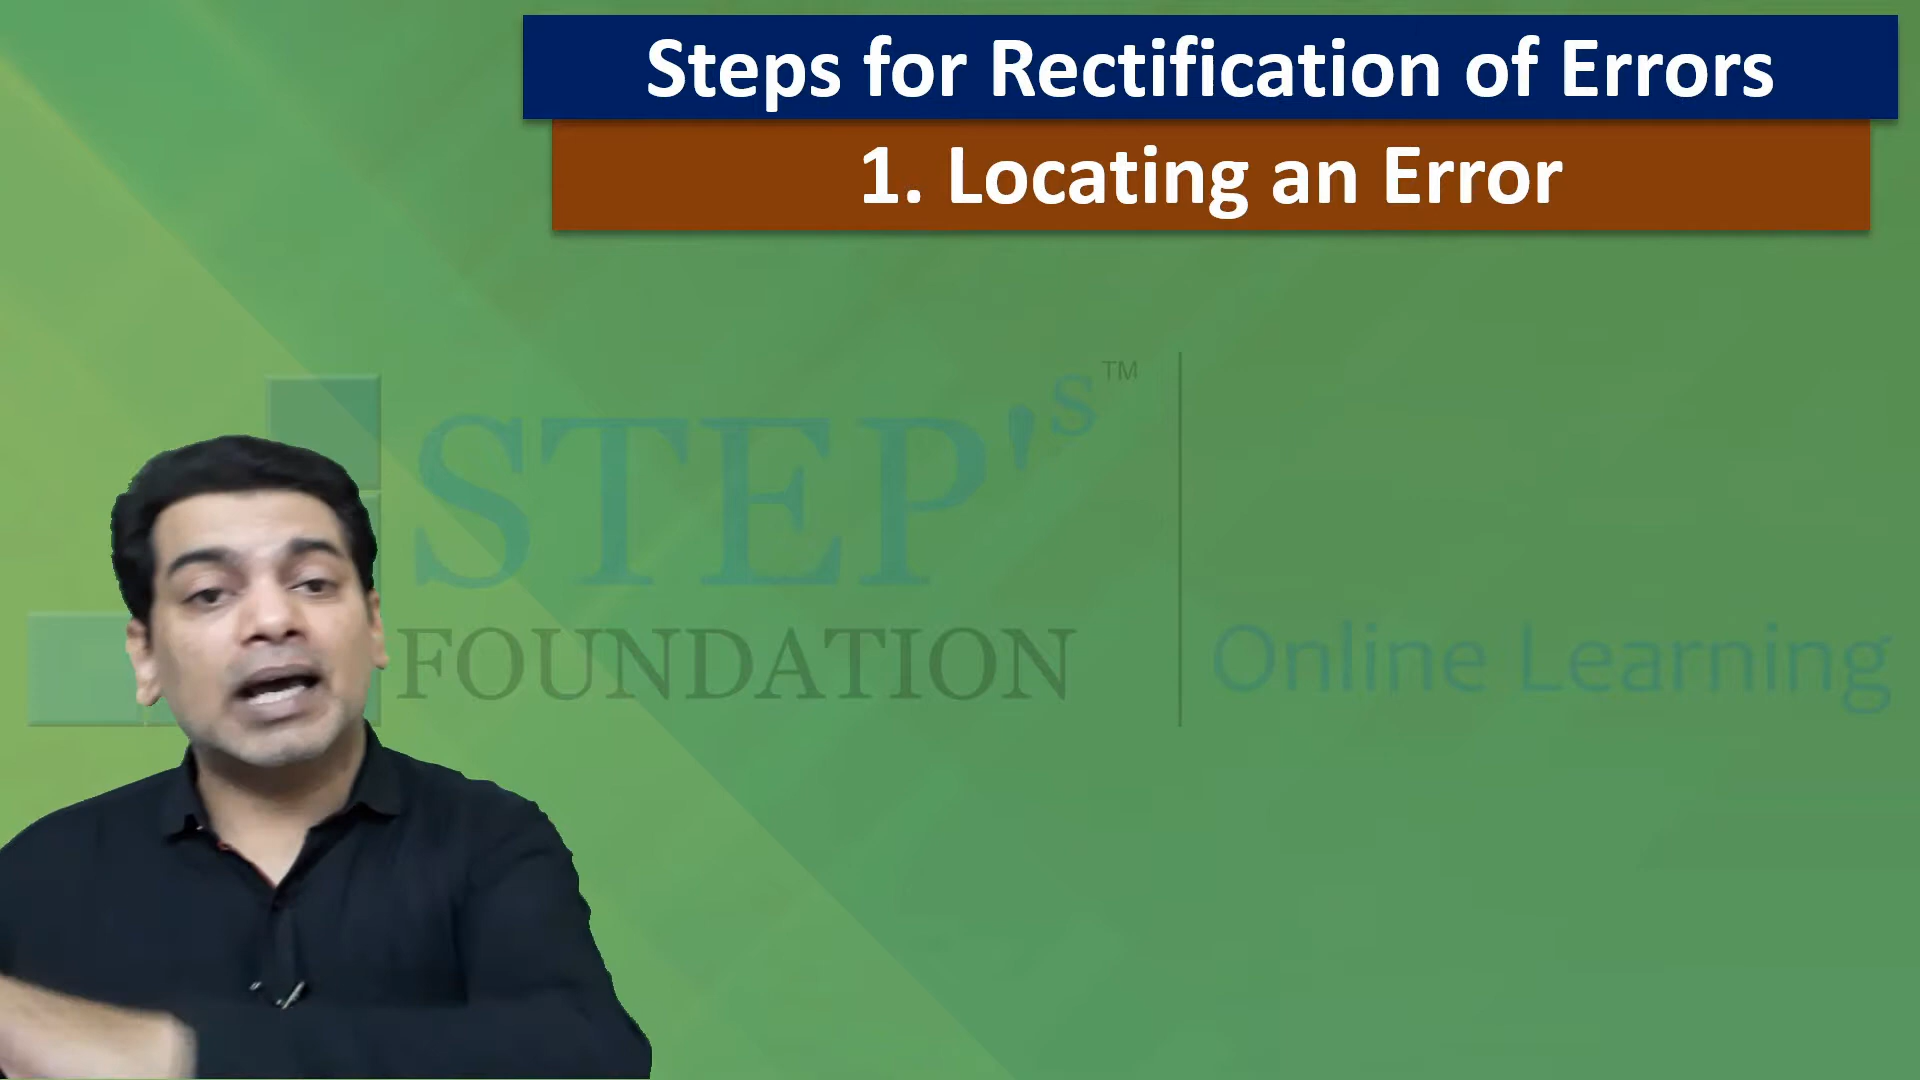 Steps for Rectification of Errors
1. Locating an Error
STEP's™
FOUNDATION
Online Learning